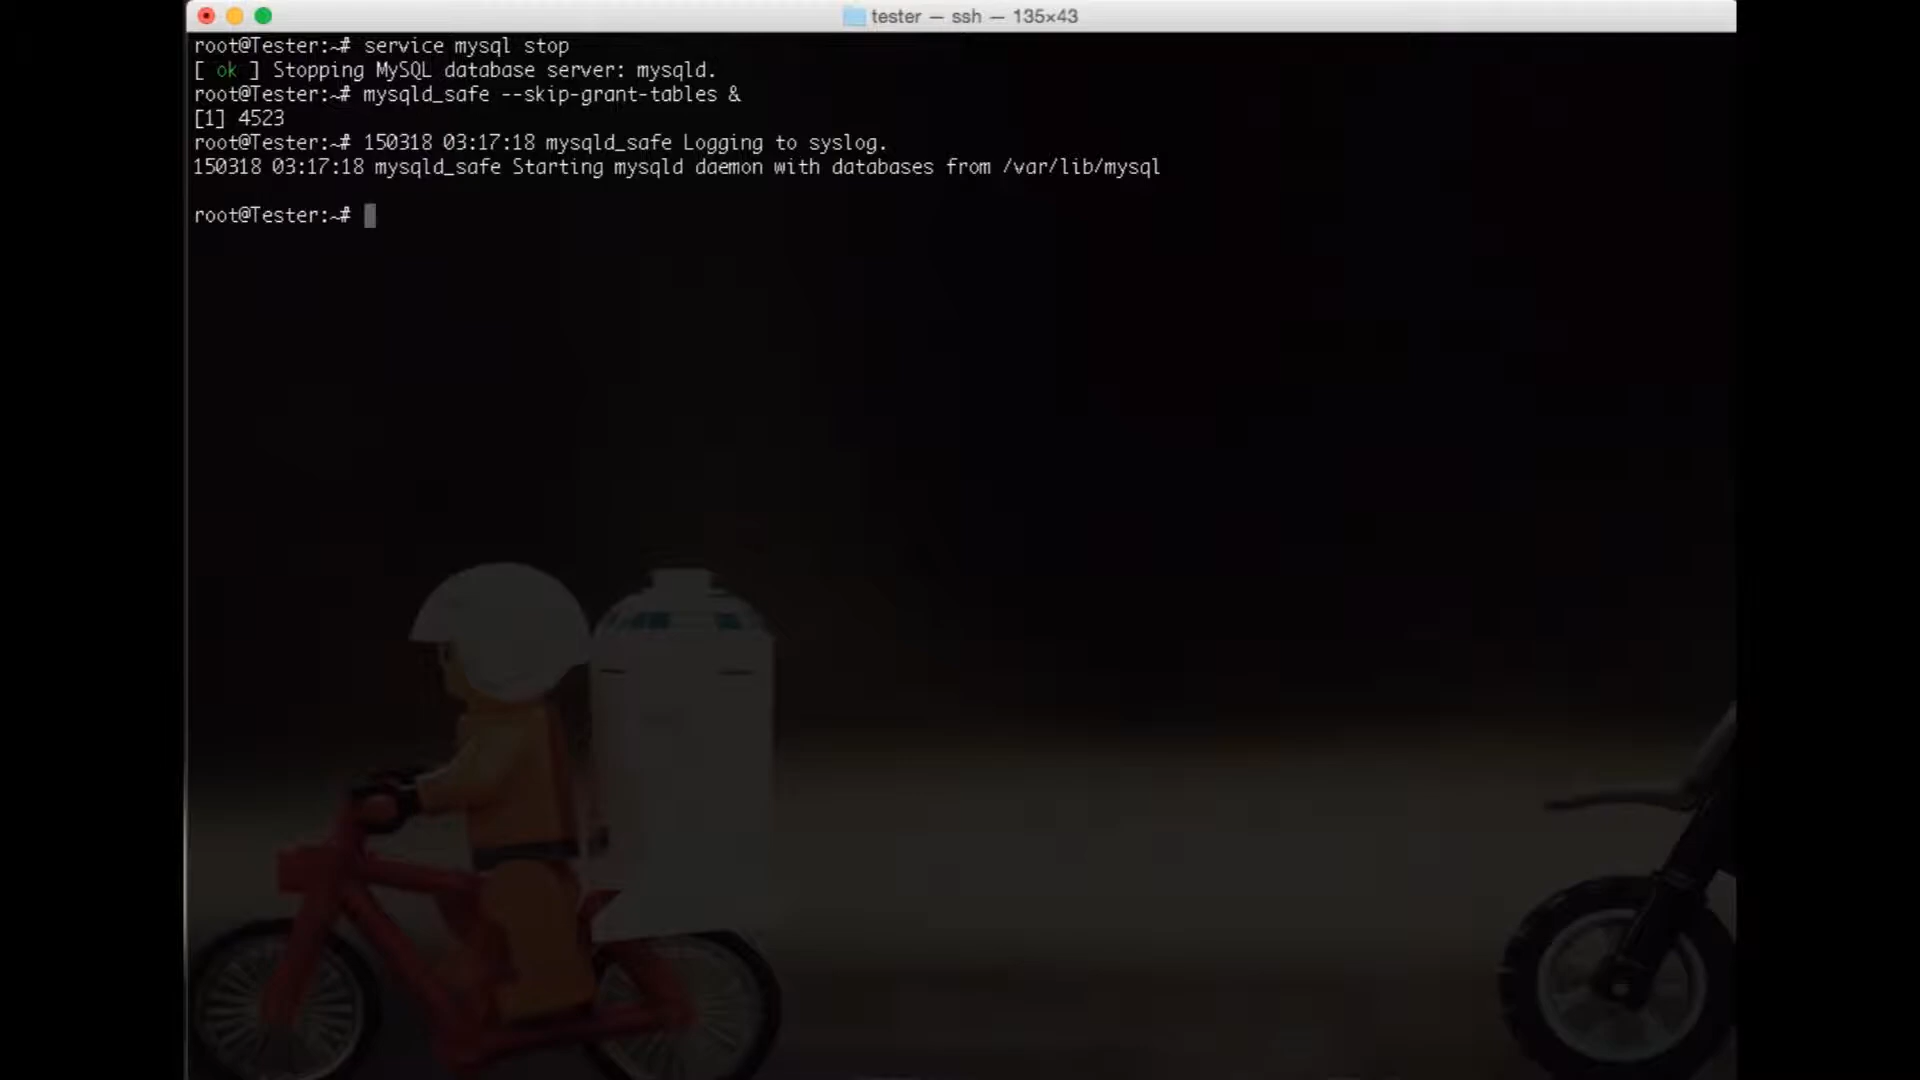 tester — ssh — 135×43
root@Tester:~# service mysql stop
[ ok ] Stopping MySQL database server: mysqld.
root@Tester:~# mysqld_safe --skip-grant-tables &
[1] 4523
root@Tester:~# 150318 03:17:18 mysqld_safe Logging to syslog.
150318 03:17:18 mysqld_safe Starting mysqld daemon with databases from /var/lib/mysql
root@Tester:~#